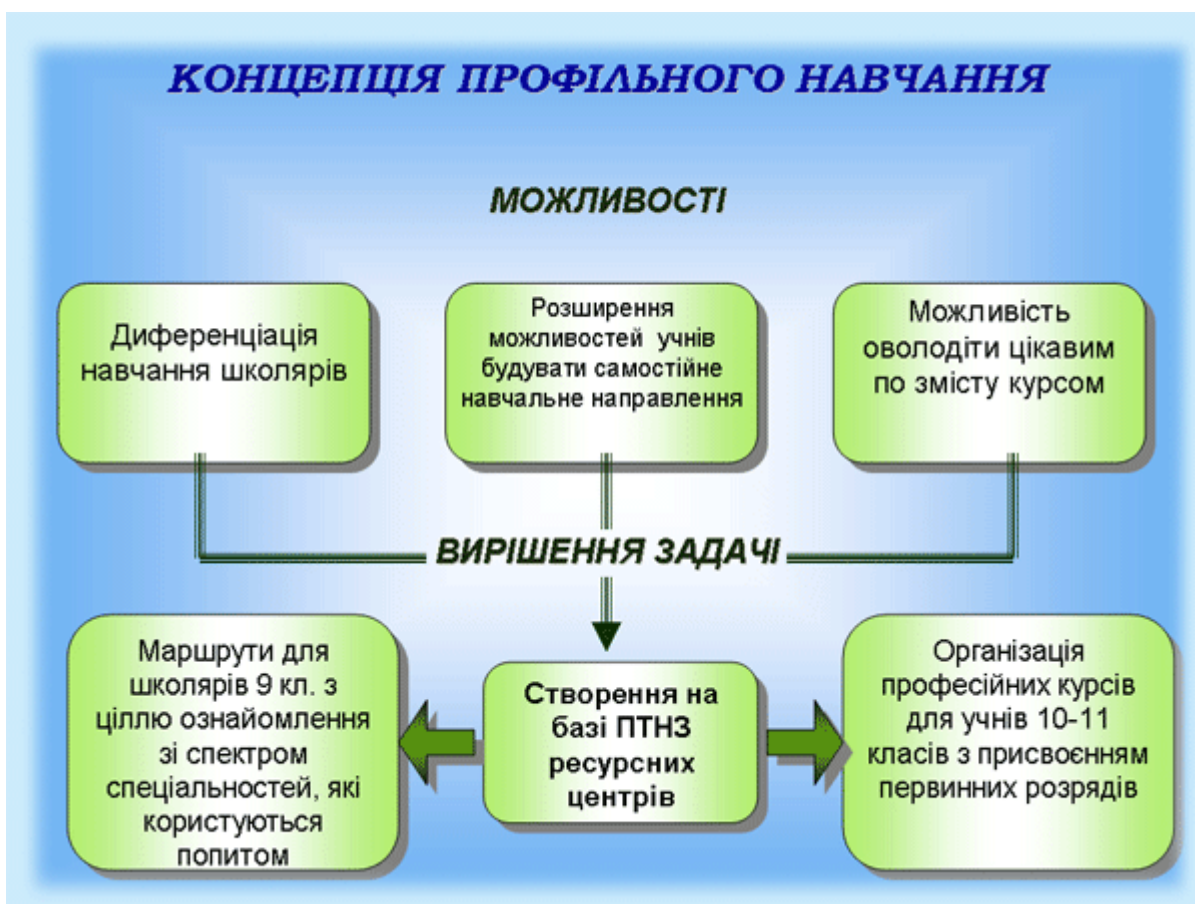 КОНЦЕПЦІЯ ПРОФІЛЬНОГО НАВЧАННЯ
МОЖЛИВОСТІ
Диференціація
навчання школярів
Розширення
можливостей учнів
будувати самостійне
навчальне направлення
Можливість
оволодіти цікавим
по змісту курсом
ВИРІШЕННЯ ЗАДАЧІ
Маршрути для
школярів 9 кл. з
ціллю ознайомлення
зі спектром
спеціальностей, які
користуються
попитом
Створення на
базі ПТНЗ
ресурсних
центрів
Організація
професійних курсів
для учнів 10-11
класів з присвоєнням
первинних розрядів